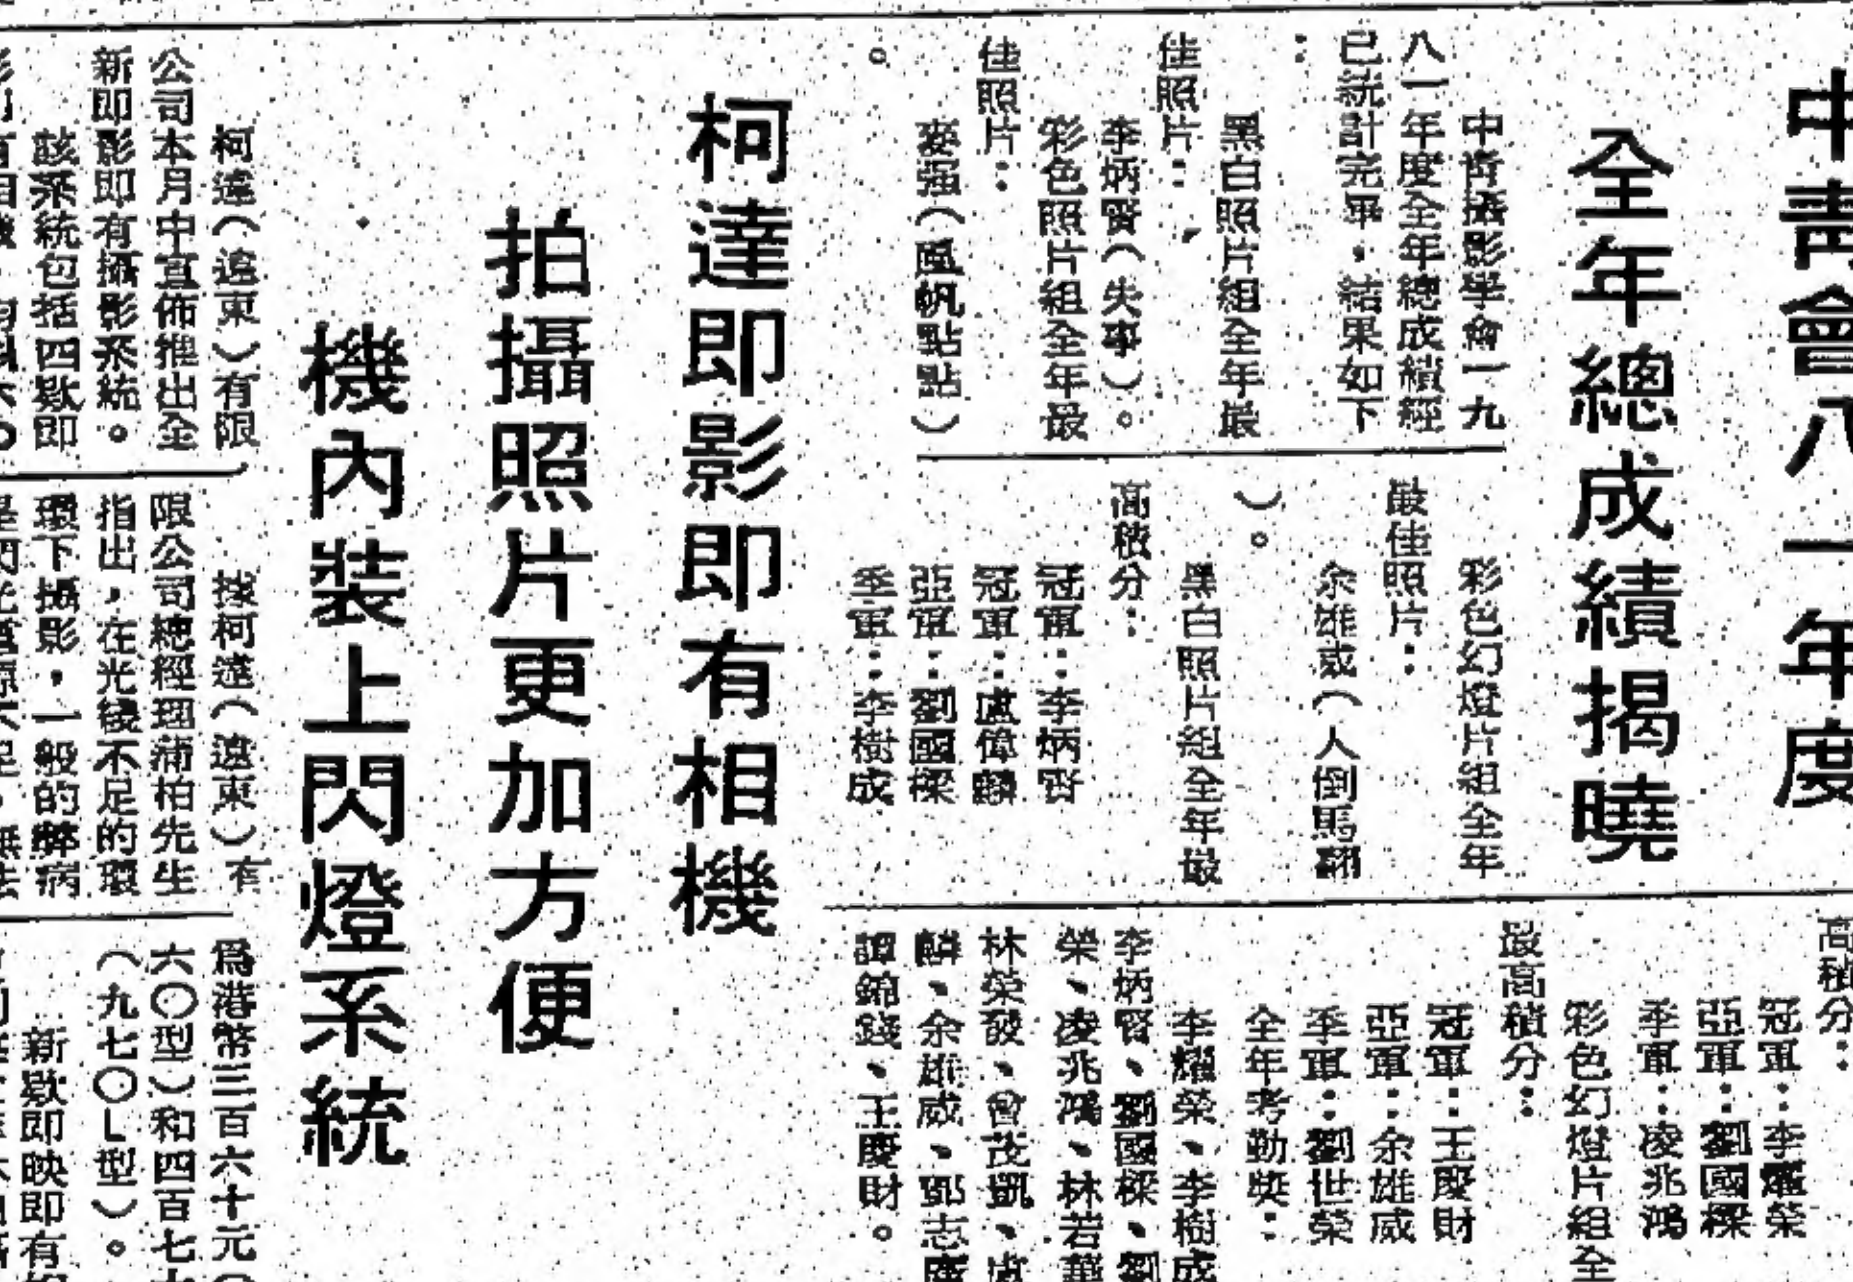 中青會八一年度
全年總成績揭曉
中青攝影學會一九
八一年度全年總成績經
已統計完畢，結果如下
：
黑白照片組全年最
佳照片：
李炳賢（失事）。
彩色照片組全年最
佳照片：
麥强（風帆點點）
。
彩色幻燈片組全年
最佳照片：
余雄威（人倒馬翻
）。
黑白照片組全年最
高積分：
冠軍：李炳賢
冠軍：盧偉麟
亞軍：劉國樑
季軍：李樹成
高積分：
冠軍：李耀榮
亞軍：劉國樑
季軍：凌兆鴻
彩色幻燈片組全
最高積分：
冠軍：王慶財
亞軍：余雄威
季軍：劉世榮
全年考勤獎：
李耀榮、李樹成
李炳賢、劉國樑、劉
榮、凌兆鴻、林若華
林榮發、曾茂凱、盧
麟、余雄威、鄧志
譚錦錢、王慶財。
柯達即影即有相機
拍攝照片更加方便
機內裝上閃燈系統
柯達（遠東）有限
公司本月中宣佈推出全
新即影即有攝影系統。
該系統包括四欵即
據柯達（遠東）有
限公司總經理蒲柏先生
指出，在光綫不足的環
環下攝影，一般的弊病
是閃光燈電源不足，無法
爲港幣三百六十元（
六〇型）和四百七十
（九七〇L型）。
新欵即映即有